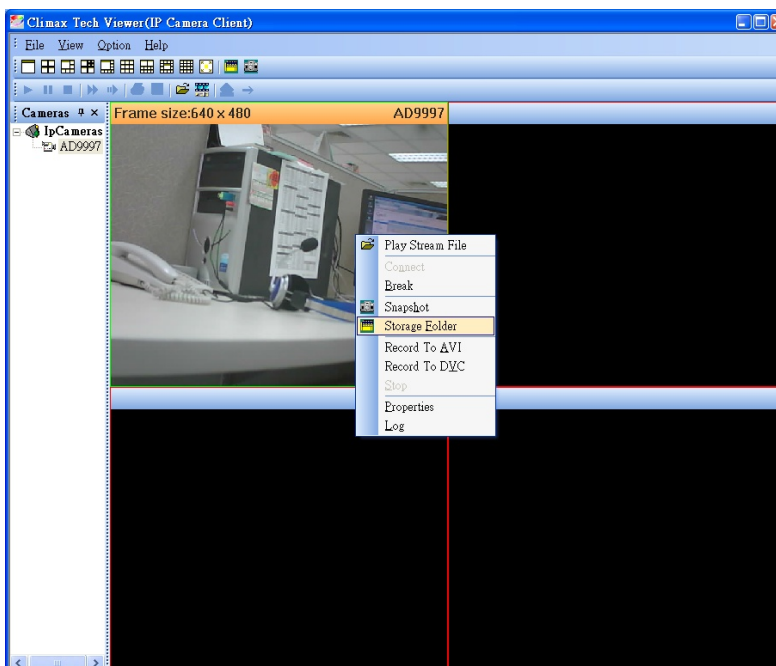 Climax Tech Viewer(IP Camera Client)
File View Option Help
Cameras
Frame size:640 x 480 AD9997
IpCameras
AD9997
Play Stream File
Connect
Break
Snapshot
Storage Folder
Record To AVI
Record To DVC
Stop
Properties
Log